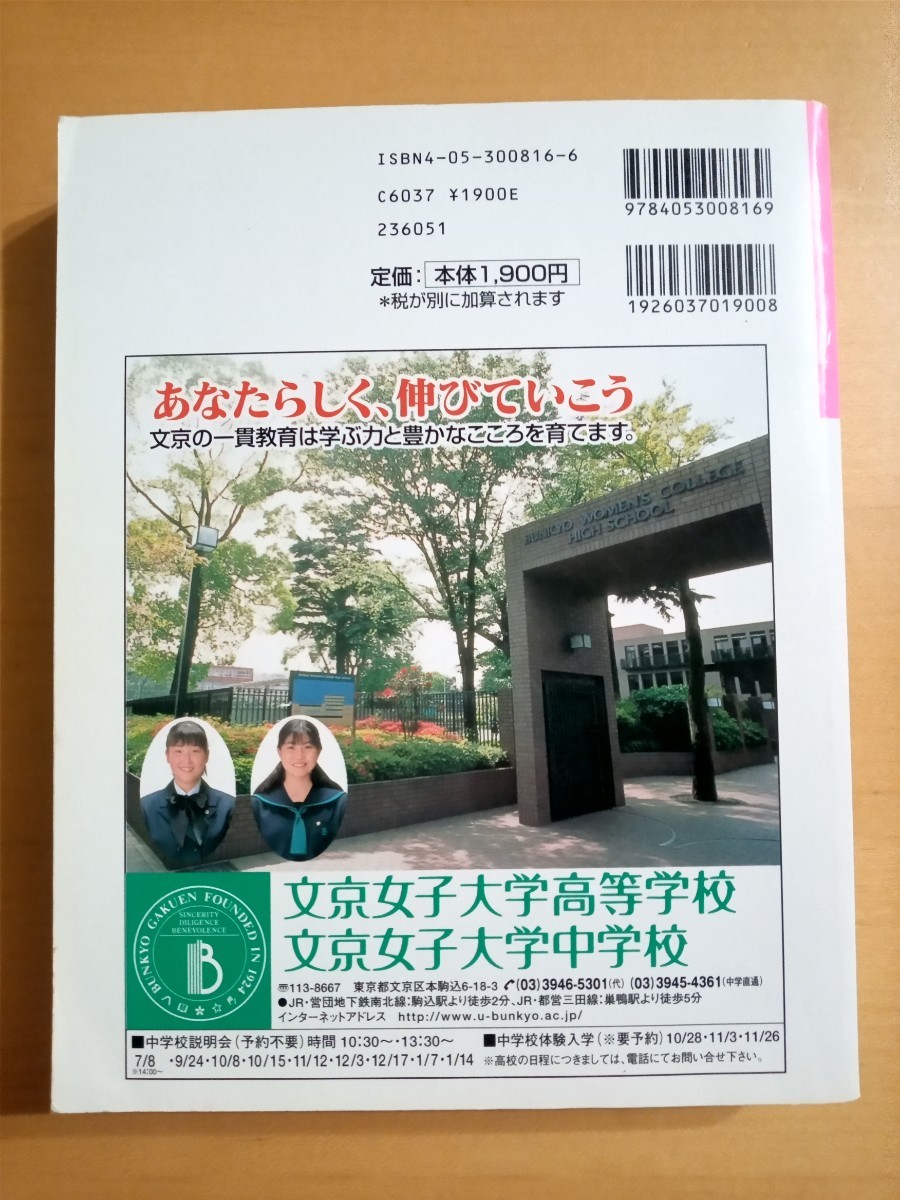 ISBN4-05-300816-6
C6037 ¥1900E
236051
9784053008169
定価：本体1,900円
*税が別に加算されます
1926037019008
あなたらしく、伸びていこう
文京の一貫教育は学ぶ力と豊かなこころを育てます。
BUNKYO WOMEN'S COLLEGE
HIGH SCHOOL
BUNKYO GAKUEN FOUNDED IN 1924
SINCERITY
DILIGENCE
BENEVOLENCE
B
文京女子大学高等学校
文京女子大学中学校
〠113-8667 東京都文京区本駒込6-18-3 (03)3946-5301(代) (03)3945-4361(中学直通)
●JR・営団地下鉄南北線：駒込駅より徒歩2分、JR・都営三田線：巣鴨駅より徒歩5分
インターネットアドレス http://www.u-bunkyo.ac.jp/
■中学校説明会（予約不要）時間 10：30～・13：30～
7/8・9/24・10/8・10/15・11/12・12/3・12/17・1/7・1/14
※14：00～
■中学校体験入学（※要予約）10/28・11/3・11/26
※高校の日程につきましては、電話にてお問い合せ下さい。